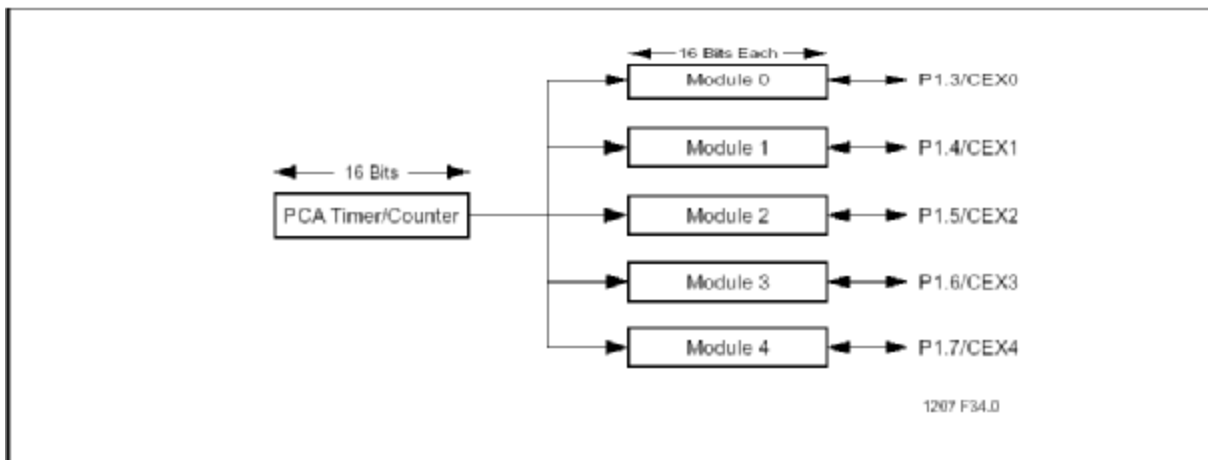 16 Bits Each
Module 0
P1.3/CEX0
Module 1
P1.4/CEX1
16 Bits
PCA Timer/Counter
Module 2
P1.5/CEX2
Module 3
P1.6/CEX3
Module 4
P1.7/CEX4
1207 F34.0